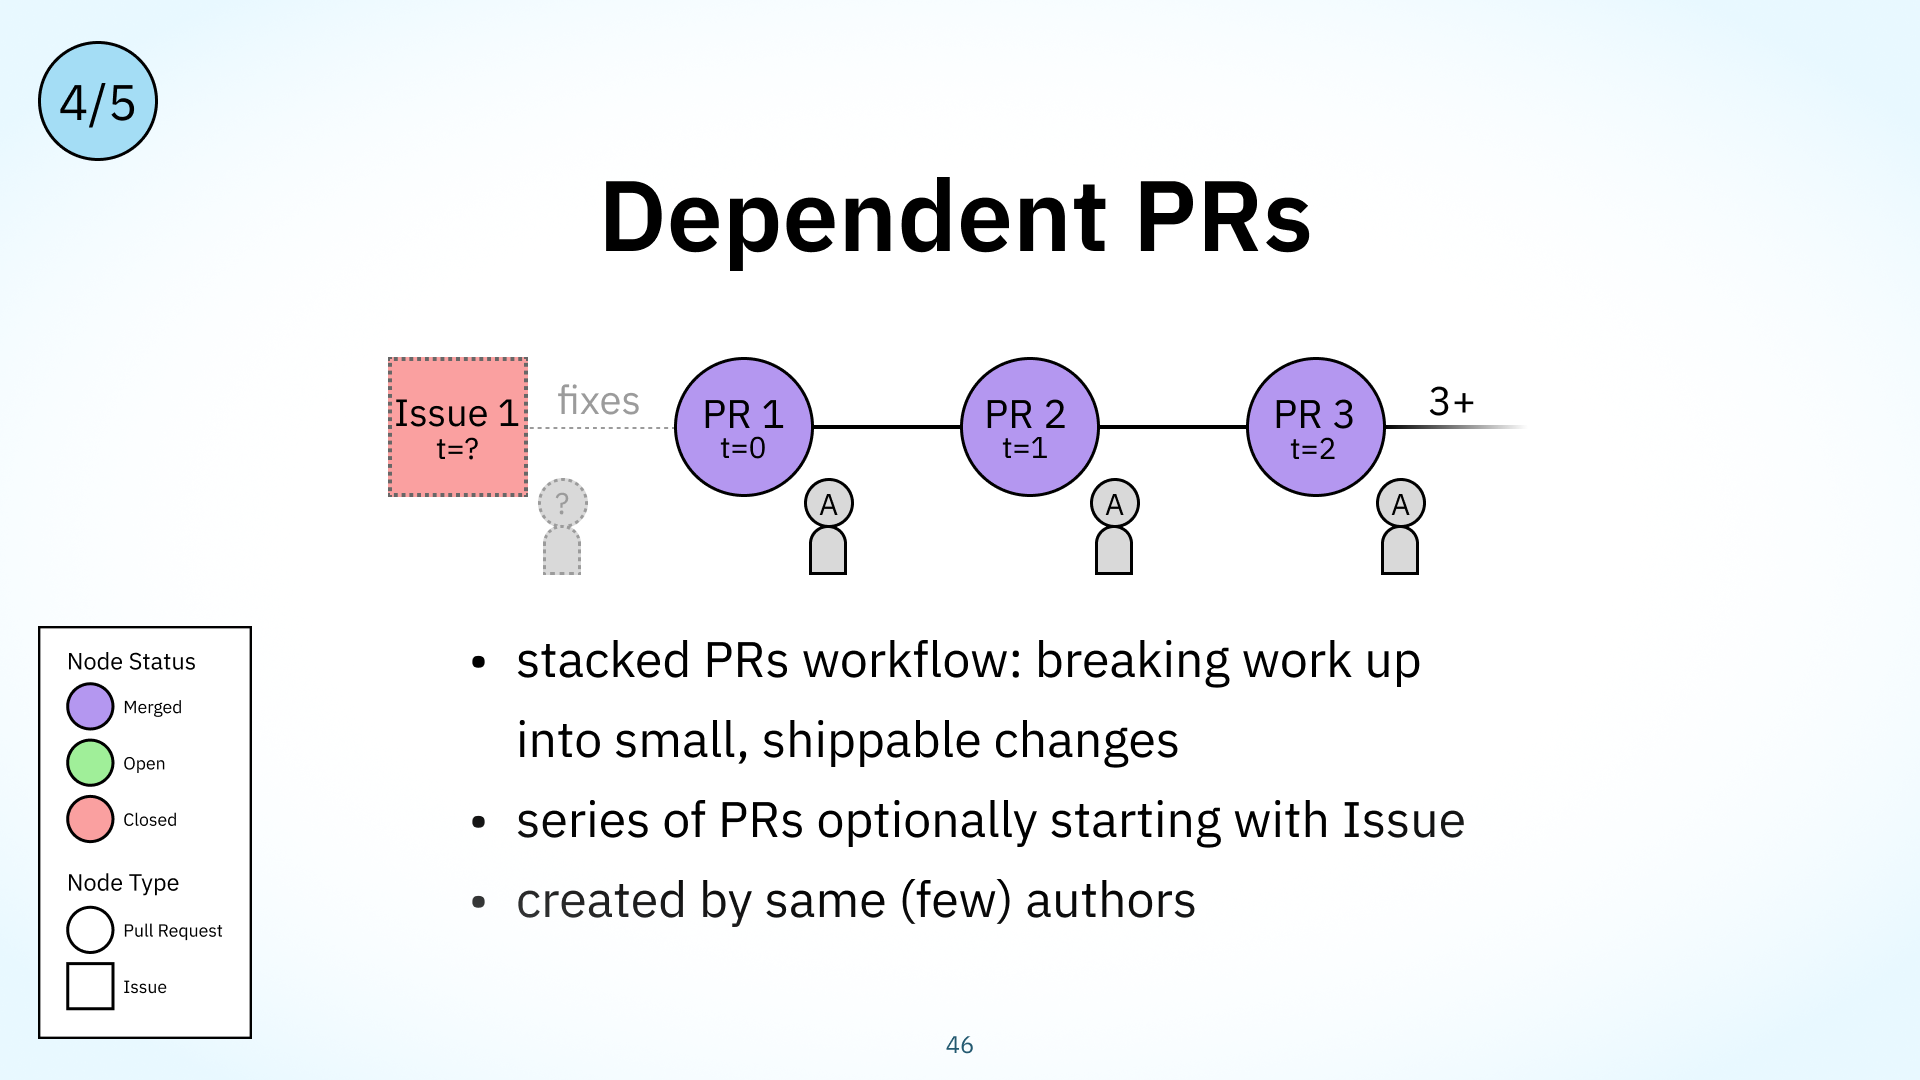 4/5
Dependent PRs
Issue 1
t=?
fixes
PR 1
t=0
PR 2
t=1
PR 3
t=2
3+
?
A
A
A
• stacked PRs workflow: breaking work up
into small, shippable changes
• series of PRs optionally starting with Issue
• created by same (few) authors
Node Status
Merged
Open
Closed
Node Type
Pull Request
Issue
46